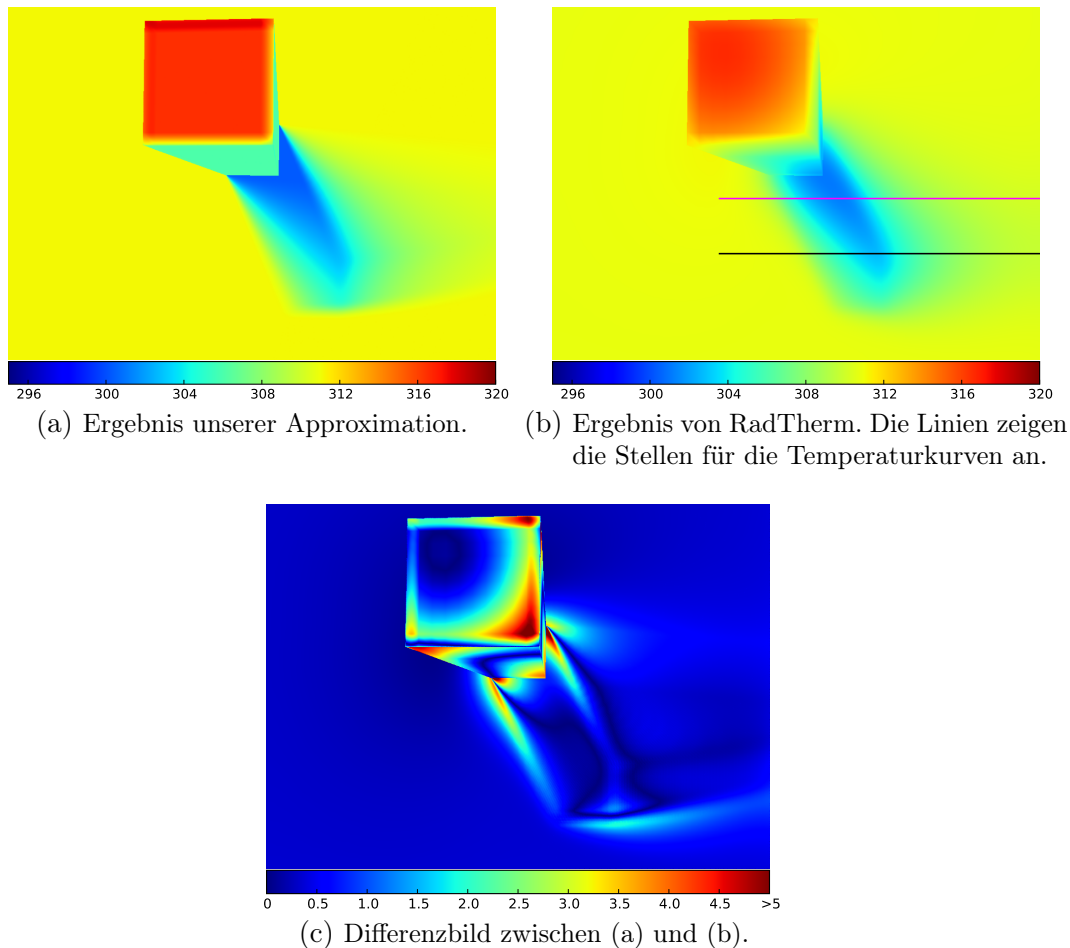 296 300 304 308 312 316 320
296 300 304 308 312 316 320
(a) Ergebnis unserer Approximation.
(b) Ergebnis von RadTherm. Die Linien zeigen
die Stellen für die Temperaturkurven an.
0 0.5 1.0 1.5 2.0 2.5 3.0 3.5 4.0 4.5 >5
(c) Differenzbild zwischen (a) und (b).